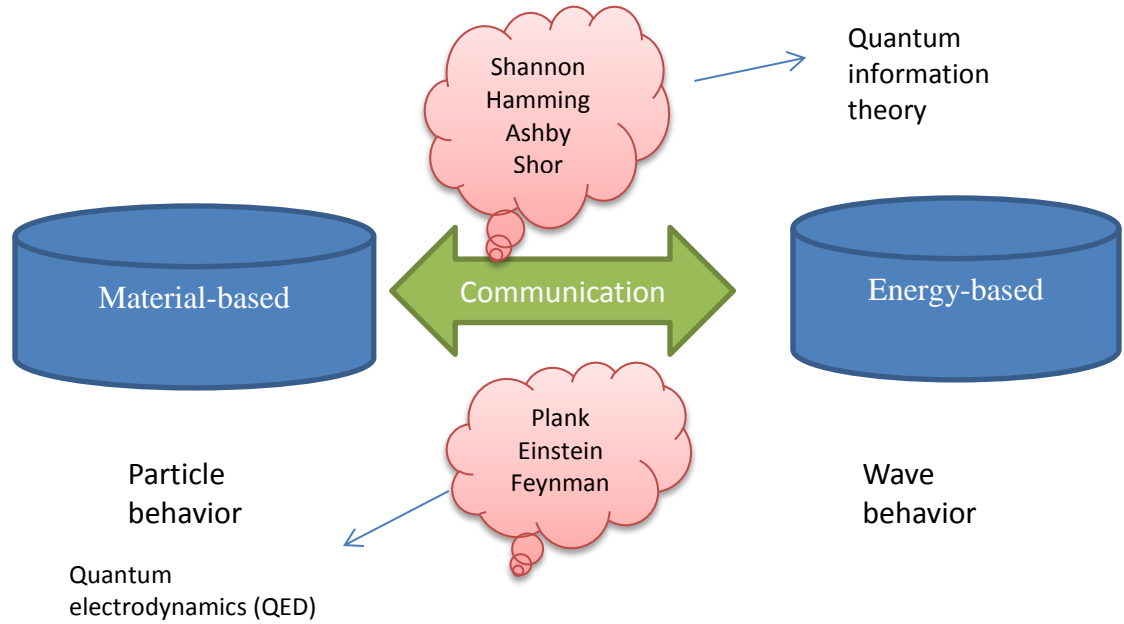 Shannon
Hamming
Ashby
Shor
Quantum
information
theory
Material-based
Communication
Energy-based
Plank
Einstein
Feynman
Particle
behavior
Wave
behavior
Quantum
electrodynamics (QED)